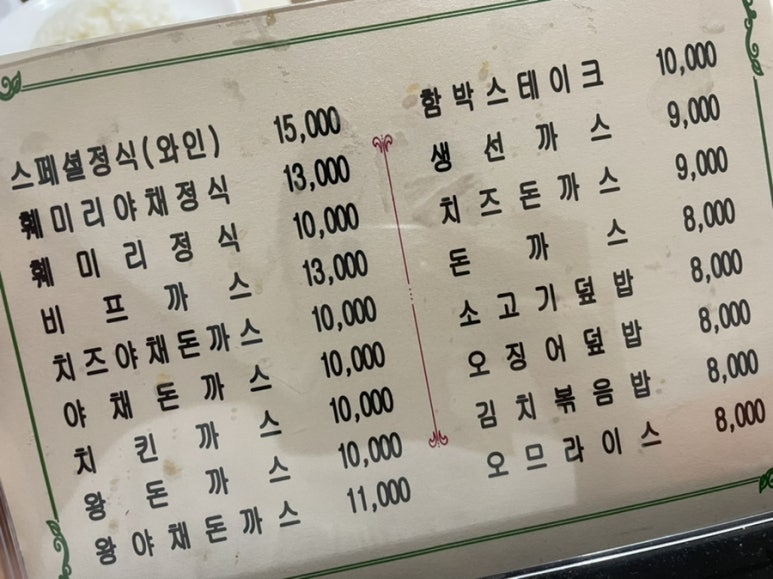 스페셜정식(와인) 15,000
훼미리야채정식 13,000
훼미리정식 10,000
비프까스 13,000
치즈야채돈까스 10,000
야채돈까스 10,000
치킨까스 10,000
왕돈까스 10,000
왕야채돈까스 11,000
함박스테이크 10,000
생선까스 9,000
치즈돈까스 9,000
돈까스 8,000
소고기덮밥 8,000
오징어덮밥 8,000
김치볶음밥 8,000
오므라이스 8,000